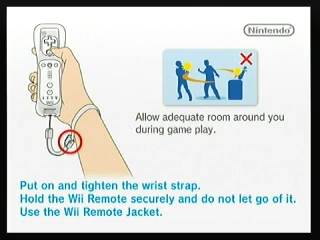 Nintendo
Allow adequate room around you
during game play.
Put on and tighten the wrist strap.
Hold the Wii Remote securely and do not let go of it.
Use the Wii Remote Jacket.